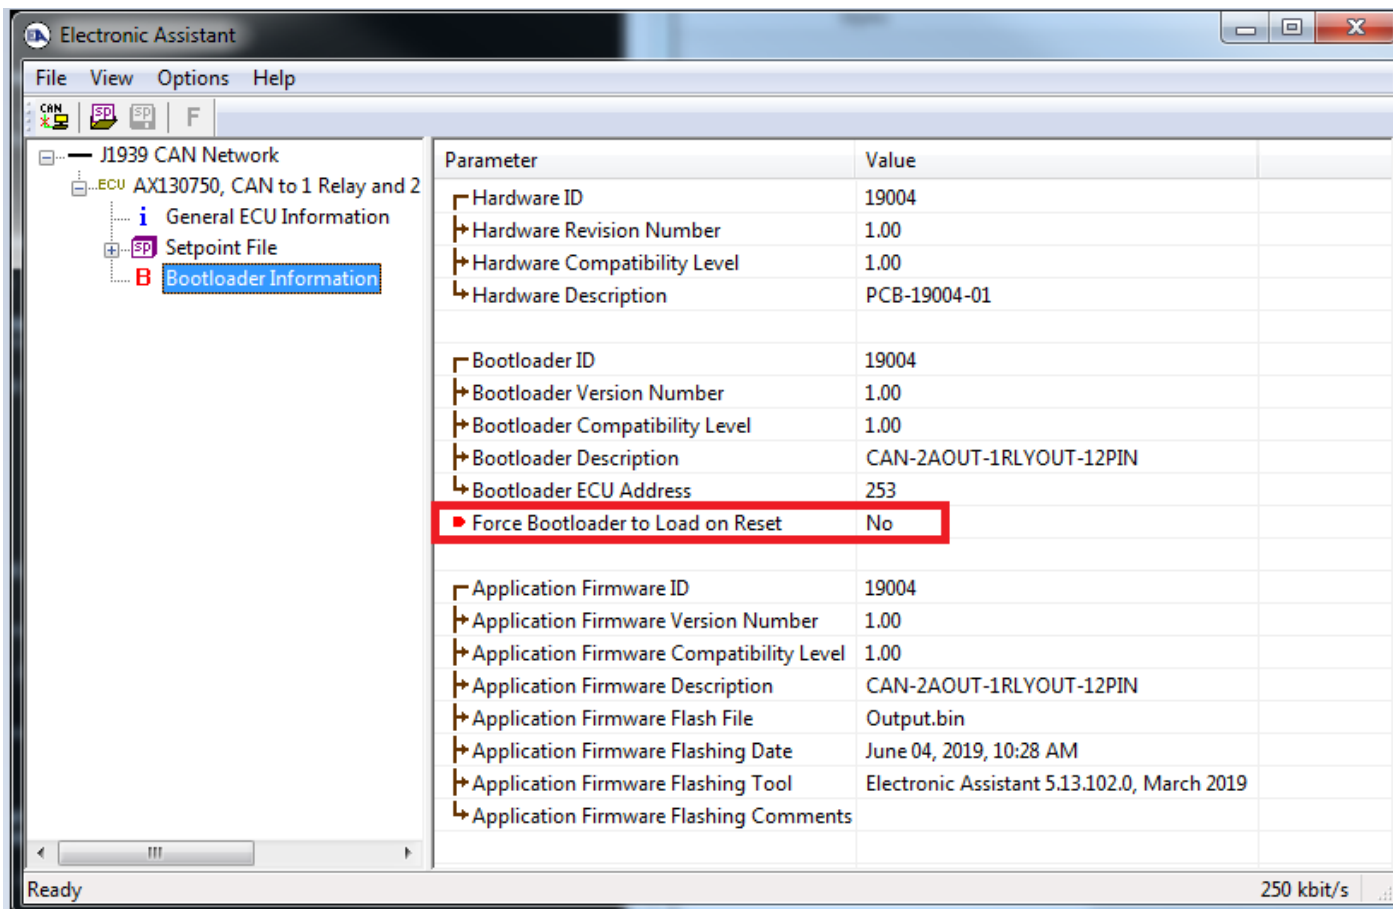 Electronic Assistant
File View Options Help
CAN SP SP F
J1939 CAN Network
ECU AX130750, CAN to 1 Relay and 2
i General ECU Information
SP Setpoint File
B Bootloader Information
Parameter Value
Hardware ID 19004
Hardware Revision Number 1.00
Hardware Compatibility Level 1.00
Hardware Description PCB-19004-01
Bootloader ID 19004
Bootloader Version Number 1.00
Bootloader Compatibility Level 1.00
Bootloader Description CAN-2AOUT-1RLYOUT-12PIN
Bootloader ECU Address 253
Force Bootloader to Load on Reset No
Application Firmware ID 19004
Application Firmware Version Number 1.00
Application Firmware Compatibility Level 1.00
Application Firmware Description CAN-2AOUT-1RLYOUT-12PIN
Application Firmware Flash File Output.bin
Application Firmware Flashing Date June 04, 2019, 10:28 AM
Application Firmware Flashing Tool Electronic Assistant 5.13.102.0, March 2019
Application Firmware Flashing Comments
Ready 250 kbit/s